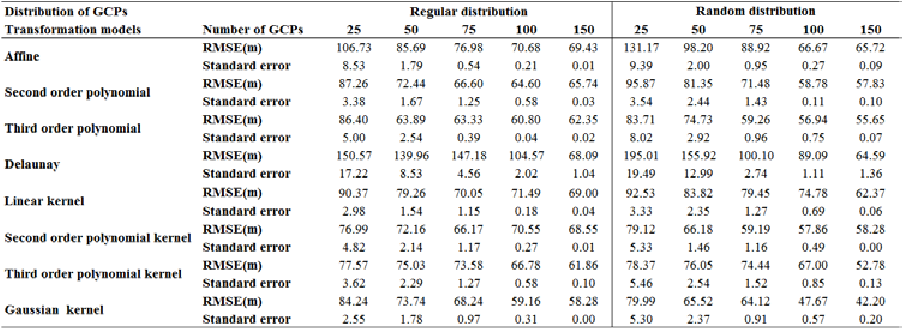 Distribution of GCPs Regular distribution Random distribution
Transformation models Number of GCPs 25 50 75 100 150 25 50 75 100 150
Affine RMSE(m) 106.73 85.69 76.98 70.68 69.43 131.17 98.20 88.92 66.67 65.72
Standard error 8.53 1.79 0.54 0.21 0.01 9.39 2.00 0.95 0.27 0.09
Second order polynomial RMSE(m) 87.26 72.44 66.60 64.60 65.74 95.87 81.35 71.48 58.78 57.83
Standard error 3.38 1.67 1.25 0.58 0.03 3.54 2.44 1.43 0.11 0.10
Third order polynomial RMSE(m) 86.40 63.89 63.33 60.80 62.35 83.71 74.73 59.26 56.94 55.65
Standard error 5.00 2.54 0.39 0.04 0.02 8.02 2.92 0.96 0.75 0.07
Delaunay RMSE(m) 150.57 139.96 147.18 104.57 68.09 195.01 155.92 100.10 89.09 64.59
Standard error 17.22 8.53 4.56 2.02 1.04 19.49 12.99 2.74 1.11 1.36
Linear kernel RMSE(m) 90.37 79.26 70.05 71.49 69.00 92.53 83.82 79.45 74.78 62.37
Standard error 2.98 1.54 1.15 0.18 0.04 3.33 2.35 1.27 0.69 0.06
Second order polynomial kernel RMSE(m) 76.99 72.16 66.17 70.55 68.55 79.12 66.18 59.19 57.86 58.28
Standard error 4.82 2.14 1.17 0.27 0.01 5.33 1.46 1.16 0.49 0.00
Third order polynomial kernel RMSE(m) 77.57 75.03 73.58 66.78 61.86 78.37 76.05 74.44 67.00 52.78
Standard error 3.62 2.29 1.27 0.58 0.10 5.46 2.54 1.52 0.85 0.13
Gaussian kernel RMSE(m) 84.24 73.74 68.24 59.16 58.28 79.99 65.52 64.12 47.67 42.20
Standard error 2.55 1.78 0.97 0.31 0.00 5.30 2.37 0.91 0.57 0.20